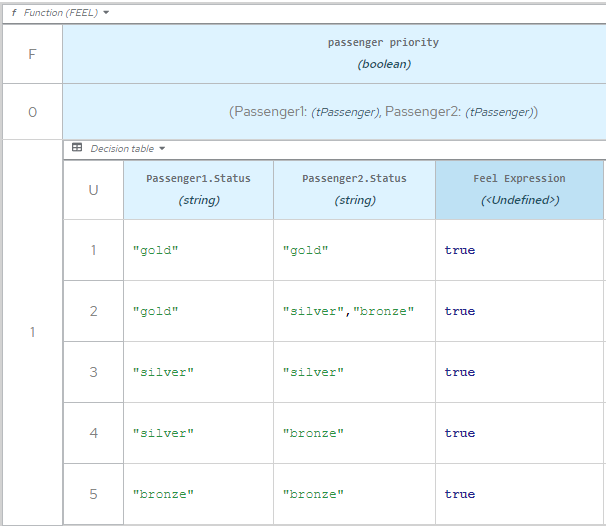 f Function (FEEL)
F
passenger priority
(boolean)
0
(Passenger1: (tPassenger), Passenger2: (tPassenger))
1
Decision table
U
Passenger1.Status
(string)
Passenger2.Status
(string)
Feel Expression
(<Undefined>)
1 "gold" "gold" true
2 "gold" "silver","bronze" true
3 "silver" "silver" true
4 "silver" "bronze" true
5 "bronze" "bronze" true